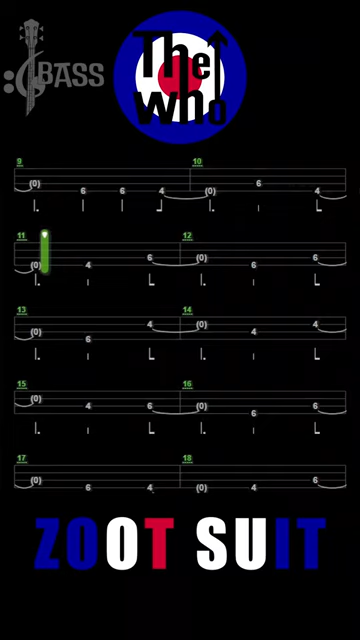 BASS
The
Who
9 10
(0) 6 6 4 (0) 6 4
11 12
(0) 4 6 (0) 6 6
13 14
(0) 6 4 (0) 4 4
15 16
(0) 4 6 (0) 6 6
17 18
(0) 6 4 (0) 4 6
ZOOT SUIT